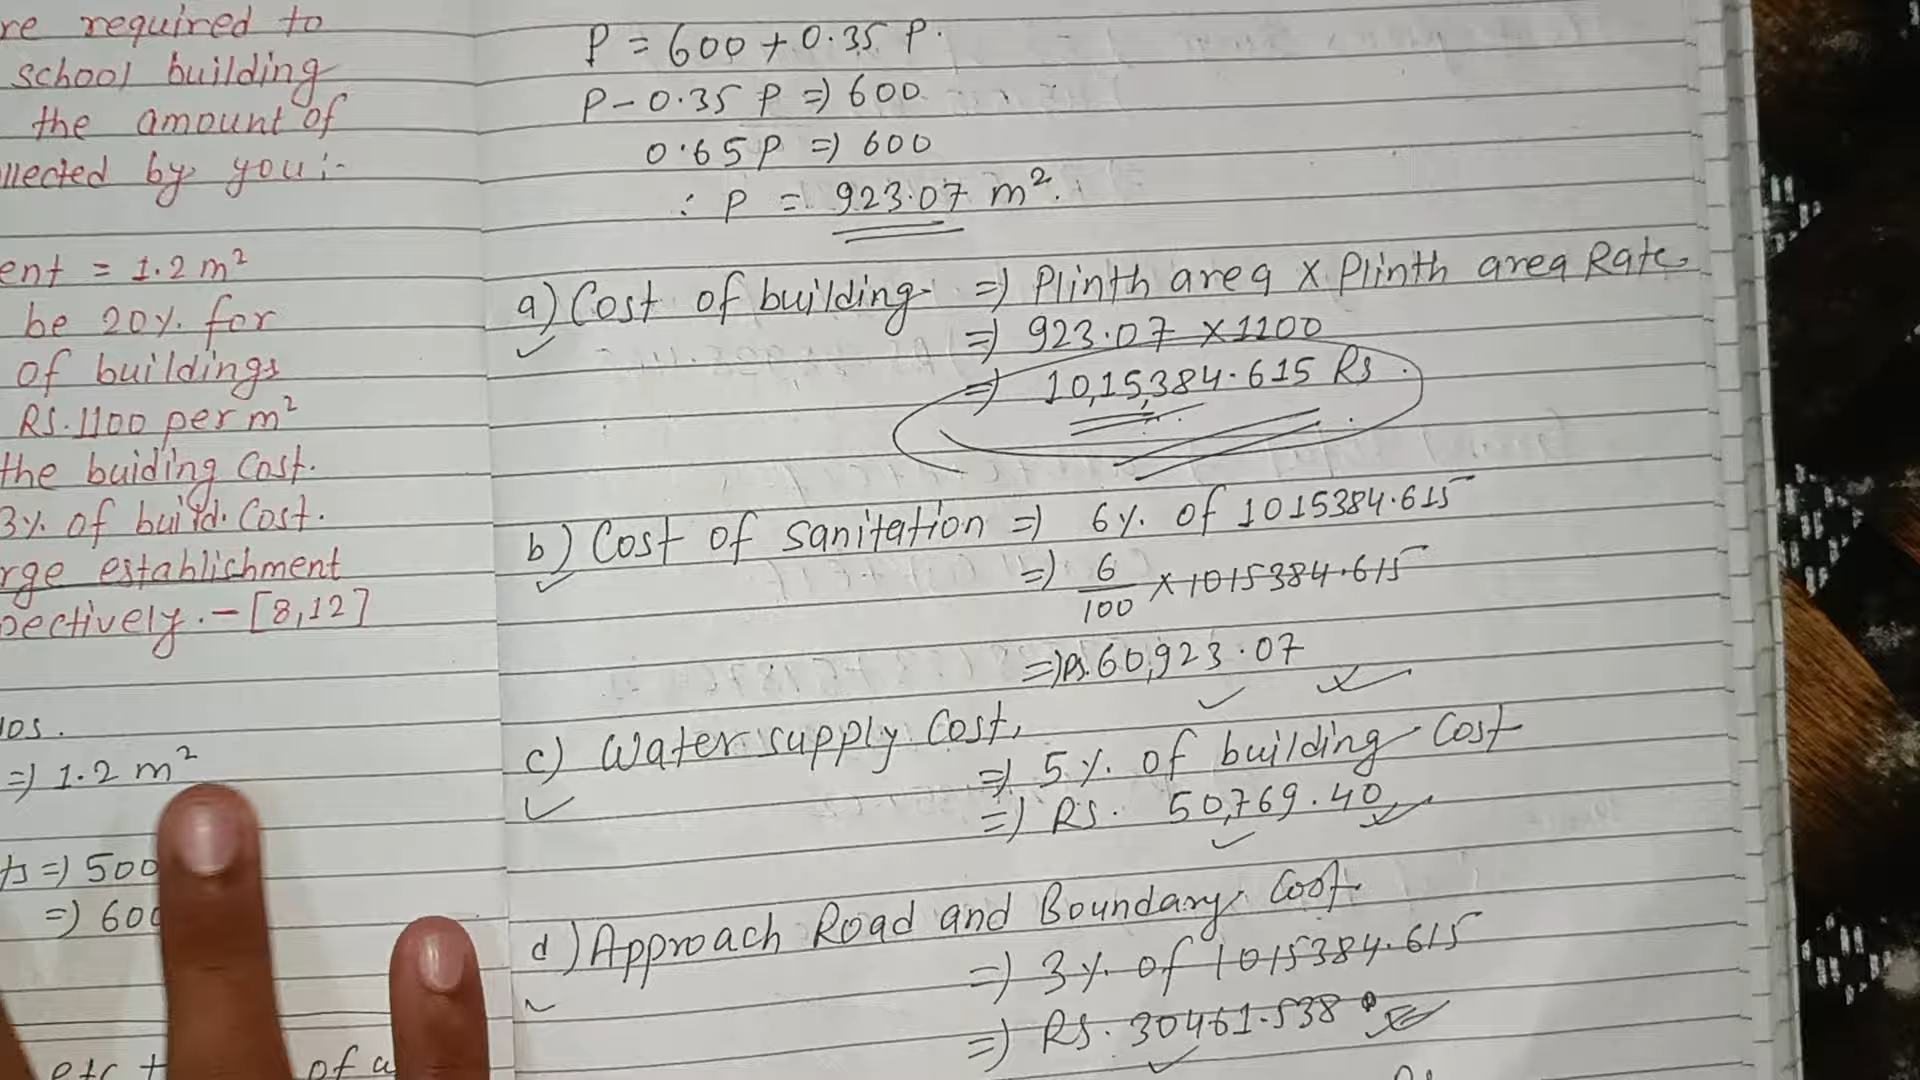 re required to
school building
the amount of
llected by you :-
ent = 1.2 m²
be 20%. for
of buildings
RS. 1100 per m²
the buiding Cost.
3%. of build. Cost.
rge establishment
pectively. - [8,12]
os.
=) 1.2 m²
ts =) 500
=) 600
etc of a
P = 600 + 0.35 P.
P - 0.35 P =) 600
0.65 P =) 600
∴ P = 923.07 m².
a) Cost of building =) Plinth area x Plinth area Rate.
=) 923.07 x 1100
=) 10,15,384.615 Rs.
b) Cost of sanitation =) 6%. of 1015384.615
=) 6/100 x 1015384.615
=) Rs. 60,923.07
c) Water supply Cost,
=) 5%. of building Cost
=) RS. 50,769.40
d) Approach Road and Boundary Cost.
=) 3%. of 1015384.615
=) RS. 30461.538